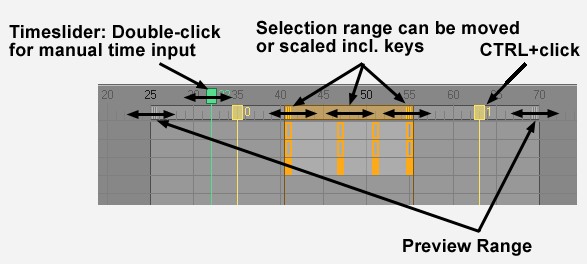 Timeslider: Double-click
for manual time input
Selection range can be moved
or scaled incl. keys
CTRL+click
20 25 30 35 40 45 50 55 60 70
0 1
Preview Range